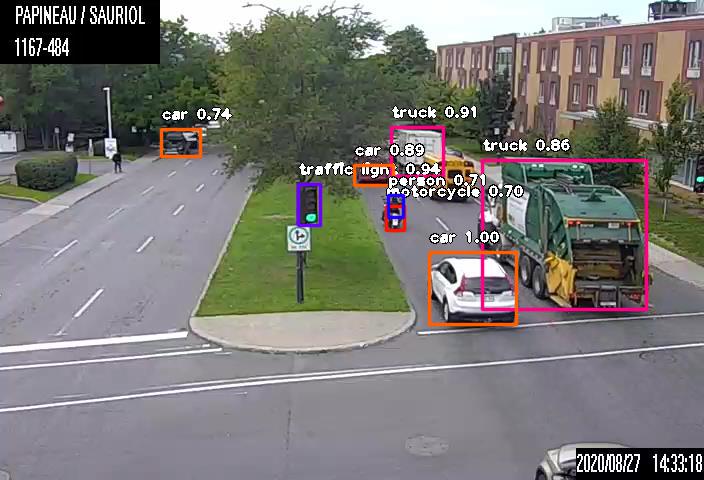 PAPINEAU / SAURIOL
1167-484
car 0.74
truck 0.91
car 0.89
truck 0.86
traffic light 0.94
person 0.71
motorcycle 0.70
car 1.00
2020/08/27 14:33:18